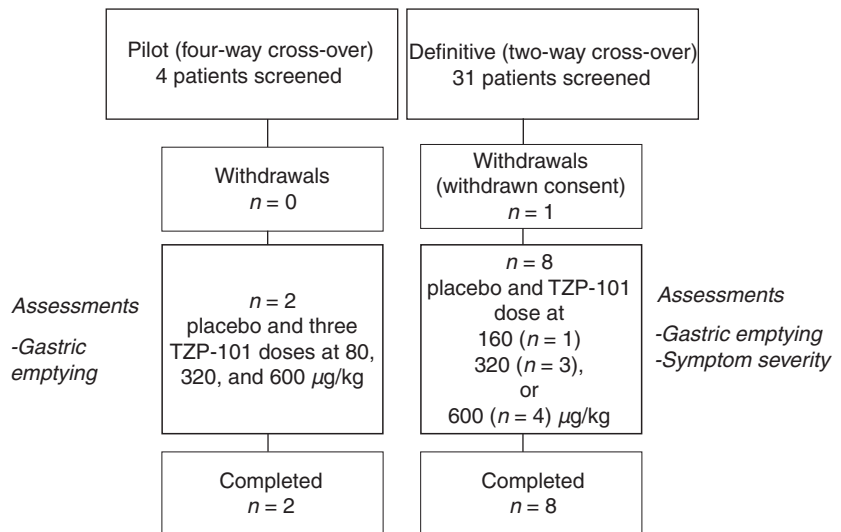 Pilot (four-way cross-over)
4 patients screened
Definitive (two-way cross-over)
31 patients screened
Withdrawals
n = 0
Withdrawals
(withdrawn consent)
n = 1
Assessments
-Gastric
emptying
n = 2
placebo and three
TZP-101 doses at 80,
320, and 600 µg/kg
n = 8
placebo and TZP-101
dose at
160 (n = 1)
320 (n = 3),
or
600 (n = 4) µg/kg
Assessments
-Gastric emptying
-Symptom severity
Completed
n = 2
Completed
n = 8